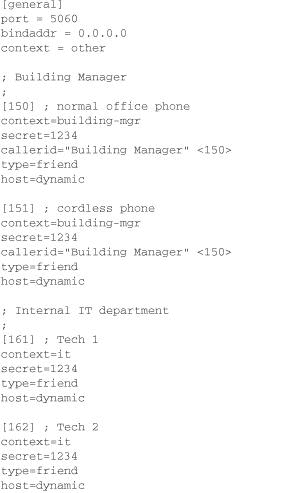 [general]
port = 5060
bindaddr = 0.0.0.0
context = other
; Building Manager
;
[150] ; normal office phone
context=building-mgr
secret=1234
callerid="Building Manager" <150>
type=friend
host=dynamic
[151] ; cordless phone
context=building-mgr
secret=1234
callerid="Building Manager" <150>
type=friend
host=dynamic
; Internal IT department
;
[161] ; Tech 1
context=it
secret=1234
type=friend
host=dynamic
[162] ; Tech 2
context=it
secret=1234
type=friend
host=dynamic